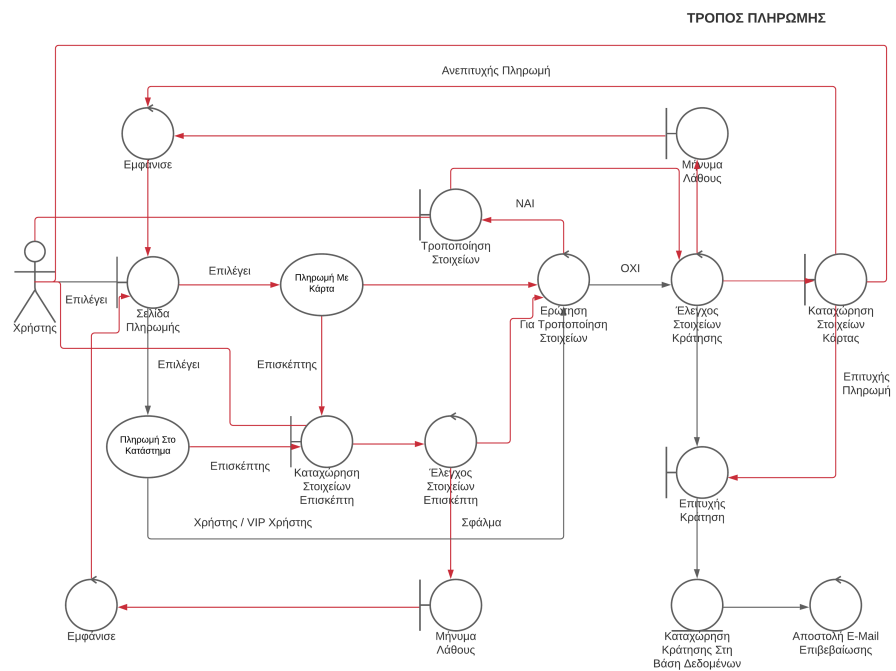 ΤΡΟΠΟΣ ΠΛΗΡΩΜΗΣ
Ανεπιτυχής Πληρωμή
Εμφάνισε
Μήνυμα
Λάθους
ΝΑΙ
Τροποποίηση
Στοιχείων
Χρήστης
Επιλέγει
Σελίδα
Πληρωμής
Επιλέγει
Πληρωμή Με
Κάρτα
Ερώτηση
Για Τροποποίηση
Στοιχείων
ΟΧΙ
Έλεγχος
Στοιχείων
Κράτησης
Καταχώρηση
Στοιχείων
Κάρτας
Επιλέγει
Επισκέπτης
Επιτυχής
Πληρωμή
Πληρωμή Στο
Κατάστημα
Επισκέπτης
Καταχώρηση
Στοιχείων
Επισκέπτη
Έλεγχος
Στοιχείων
Επισκέπτη
Επιτυχής
Κράτηση
Χρήστης / VIP Χρήστης
Σφάλμα
Εμφάνισε
Μήνυμα
Λάθους
Καταχώρηση
Κράτησης Στη
Βάση Δεδομένων
Αποστολή E-Mail
Επιβεβαίωσης